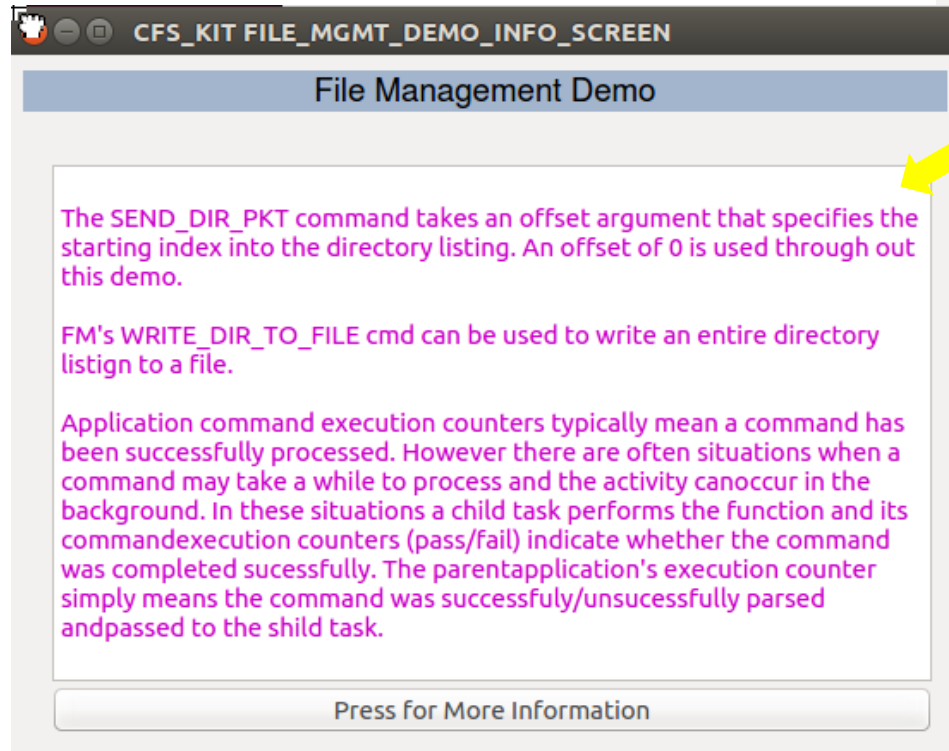 CFS_KIT FILE_MGMT_DEMO_INFO_SCREEN
File Management Demo
The SEND_DIR_PKT command takes an offset argument that specifies the
starting index into the directory listing. An offset of 0 is used through out
this demo.
FM's WRITE_DIR_TO_FILE cmd can be used to write an entire directory
listign to a file.
Application command execution counters typically mean a command has
been successfully processed. However there are often situations when a
command may take a while to process and the activity canoccur in the
background. In these situations a child task performs the function and its
commandexecution counters (pass/fail) indicate whether the command
was completed sucessfully. The parentapplication's execution counter
simply means the command was successfuly/unsucessfully parsed
andpassed to the shild task.
Press for More Information